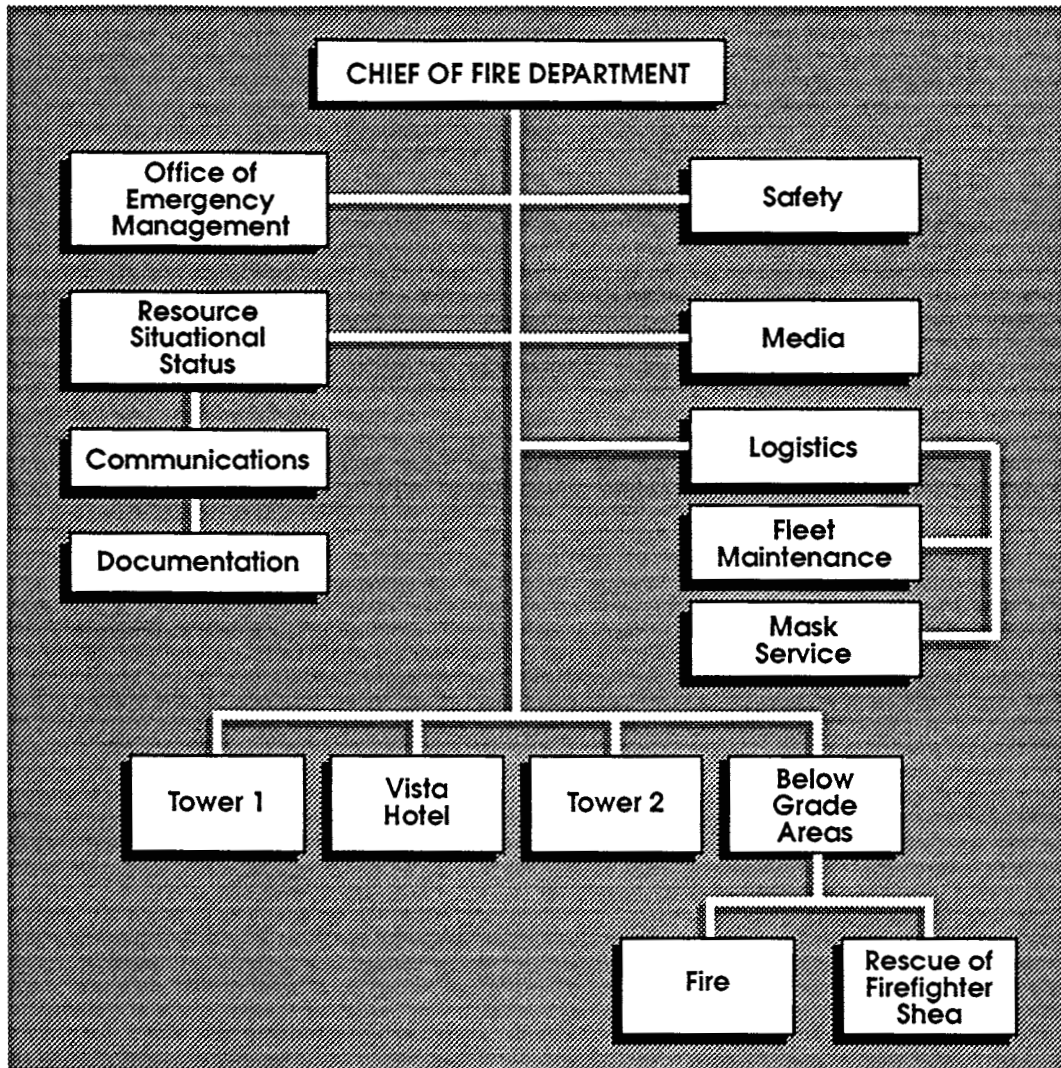 CHIEF OF FIRE DEPARTMENT
Office of
Emergency
Management
Safety
Resource
Situational
Status
Media
Communications
Logistics
Documentation
Fleet
Maintenance
Mask
Service
Tower 1
Vista
Hotel
Tower 2
Below
Grade
Areas
Fire
Rescue of
Firefighter
Shea